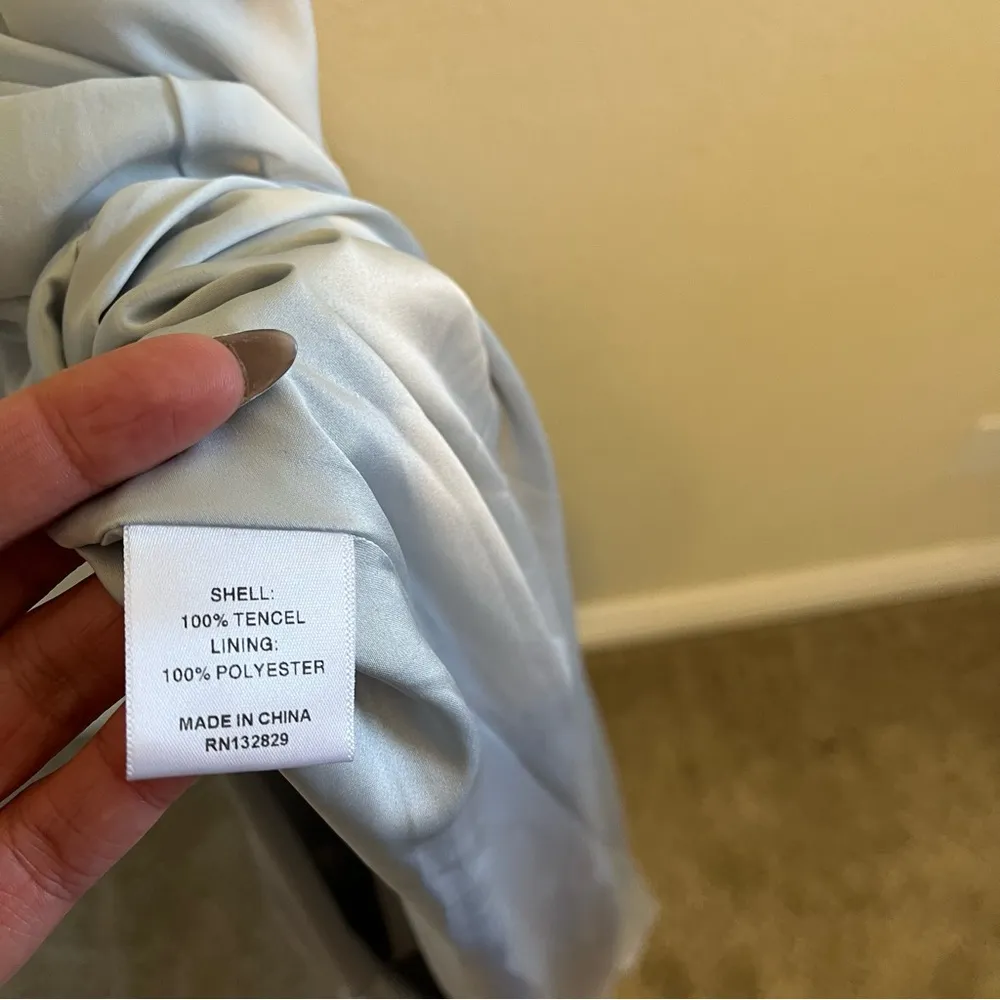 SHELL:
100% TENCEL
LINING:
100% POLYESTER
MADE IN CHINA
RN132829